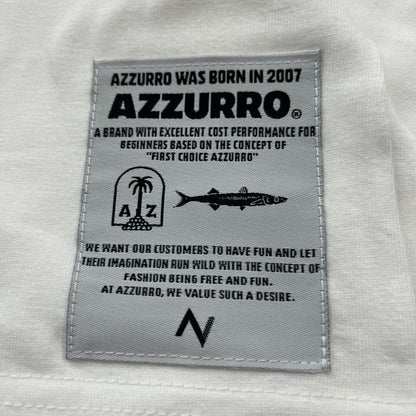 AZZURRO WAS BORN IN 2007
AZZURRO.®
A BRAND WITH EXCELLENT COST PERFORMANCE FOR
BEGINNERS BASED ON THE CONCEPT OF
"FIRST CHOICE AZZURRO"
A Z
WE WANT OUR CUSTOMERS TO HAVE FUN AND LET
THEIR IMAGINATION RUN WILD WITH THE CONCEPT OF
FASHION BEING FREE AND FUN.
AT AZZURRO, WE VALUE SUCH A DESIRE.